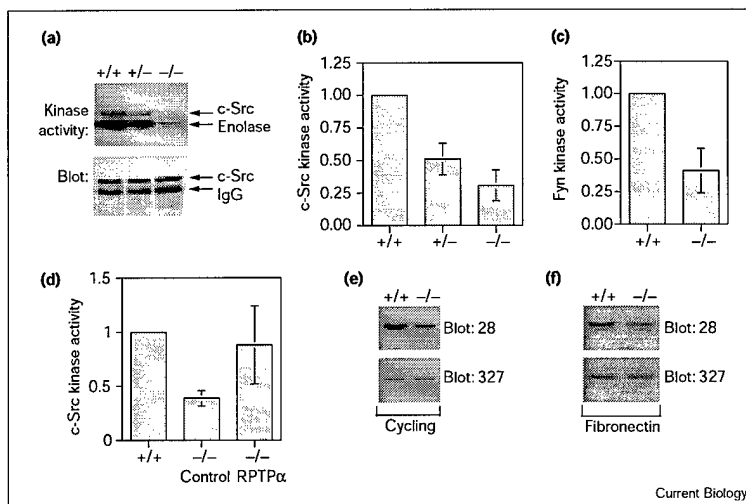 (a)
+/+ +/– –/–
Kinase activity:
c-Src
Enolase
Blot:
c-Src
IgG
(b)
c-Src kinase activity
1.25
1.00
0.75
0.50
0.25
0.00
+/+ +/– –/–
(c)
Fyn kinase activity
1.25
1.00
0.75
0.50
0.25
0.00
+/+ –/–
(d)
c-Src kinase activity
1.5
1
0.5
0
+/+ –/– –/–
Control RPTPα
(e)
+/+ –/–
Blot: 28
Blot: 327
Cycling
(f)
+/+ –/–
Blot: 28
Blot: 327
Fibronectin
Current Biology